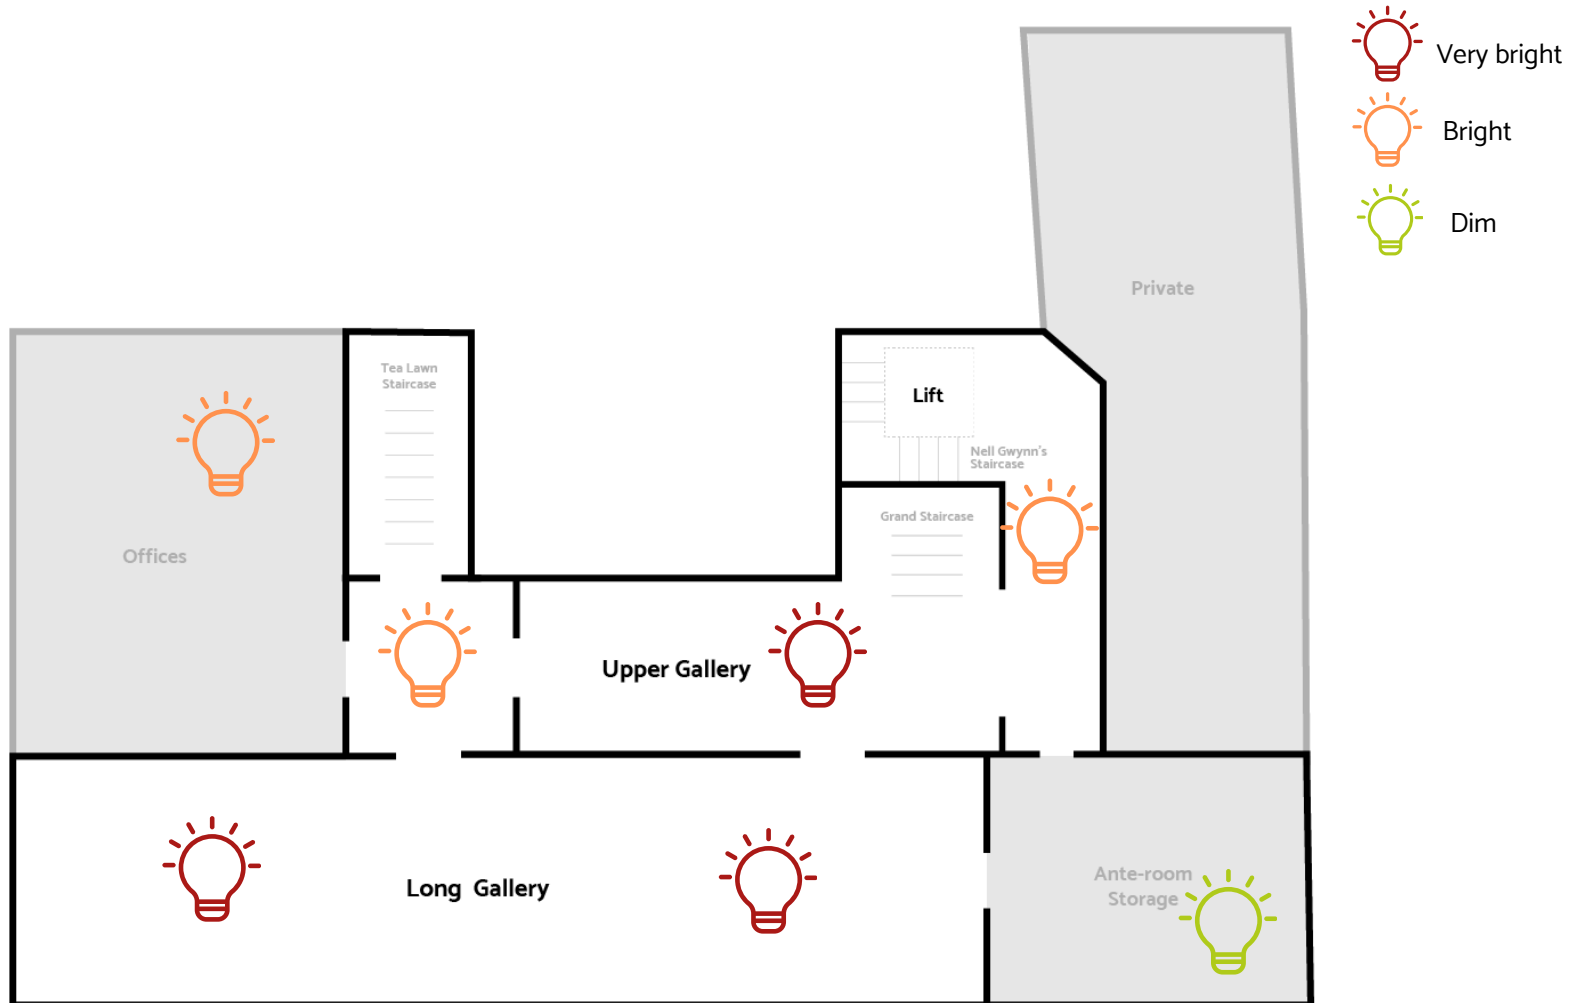 Very bright
Bright
Dim
Private
Tea Lawn
Staircase
Lift
Nell Gwynn's
Staircase
Grand Staircase
Offices
Upper Gallery
Long Gallery
Ante-room
Storage